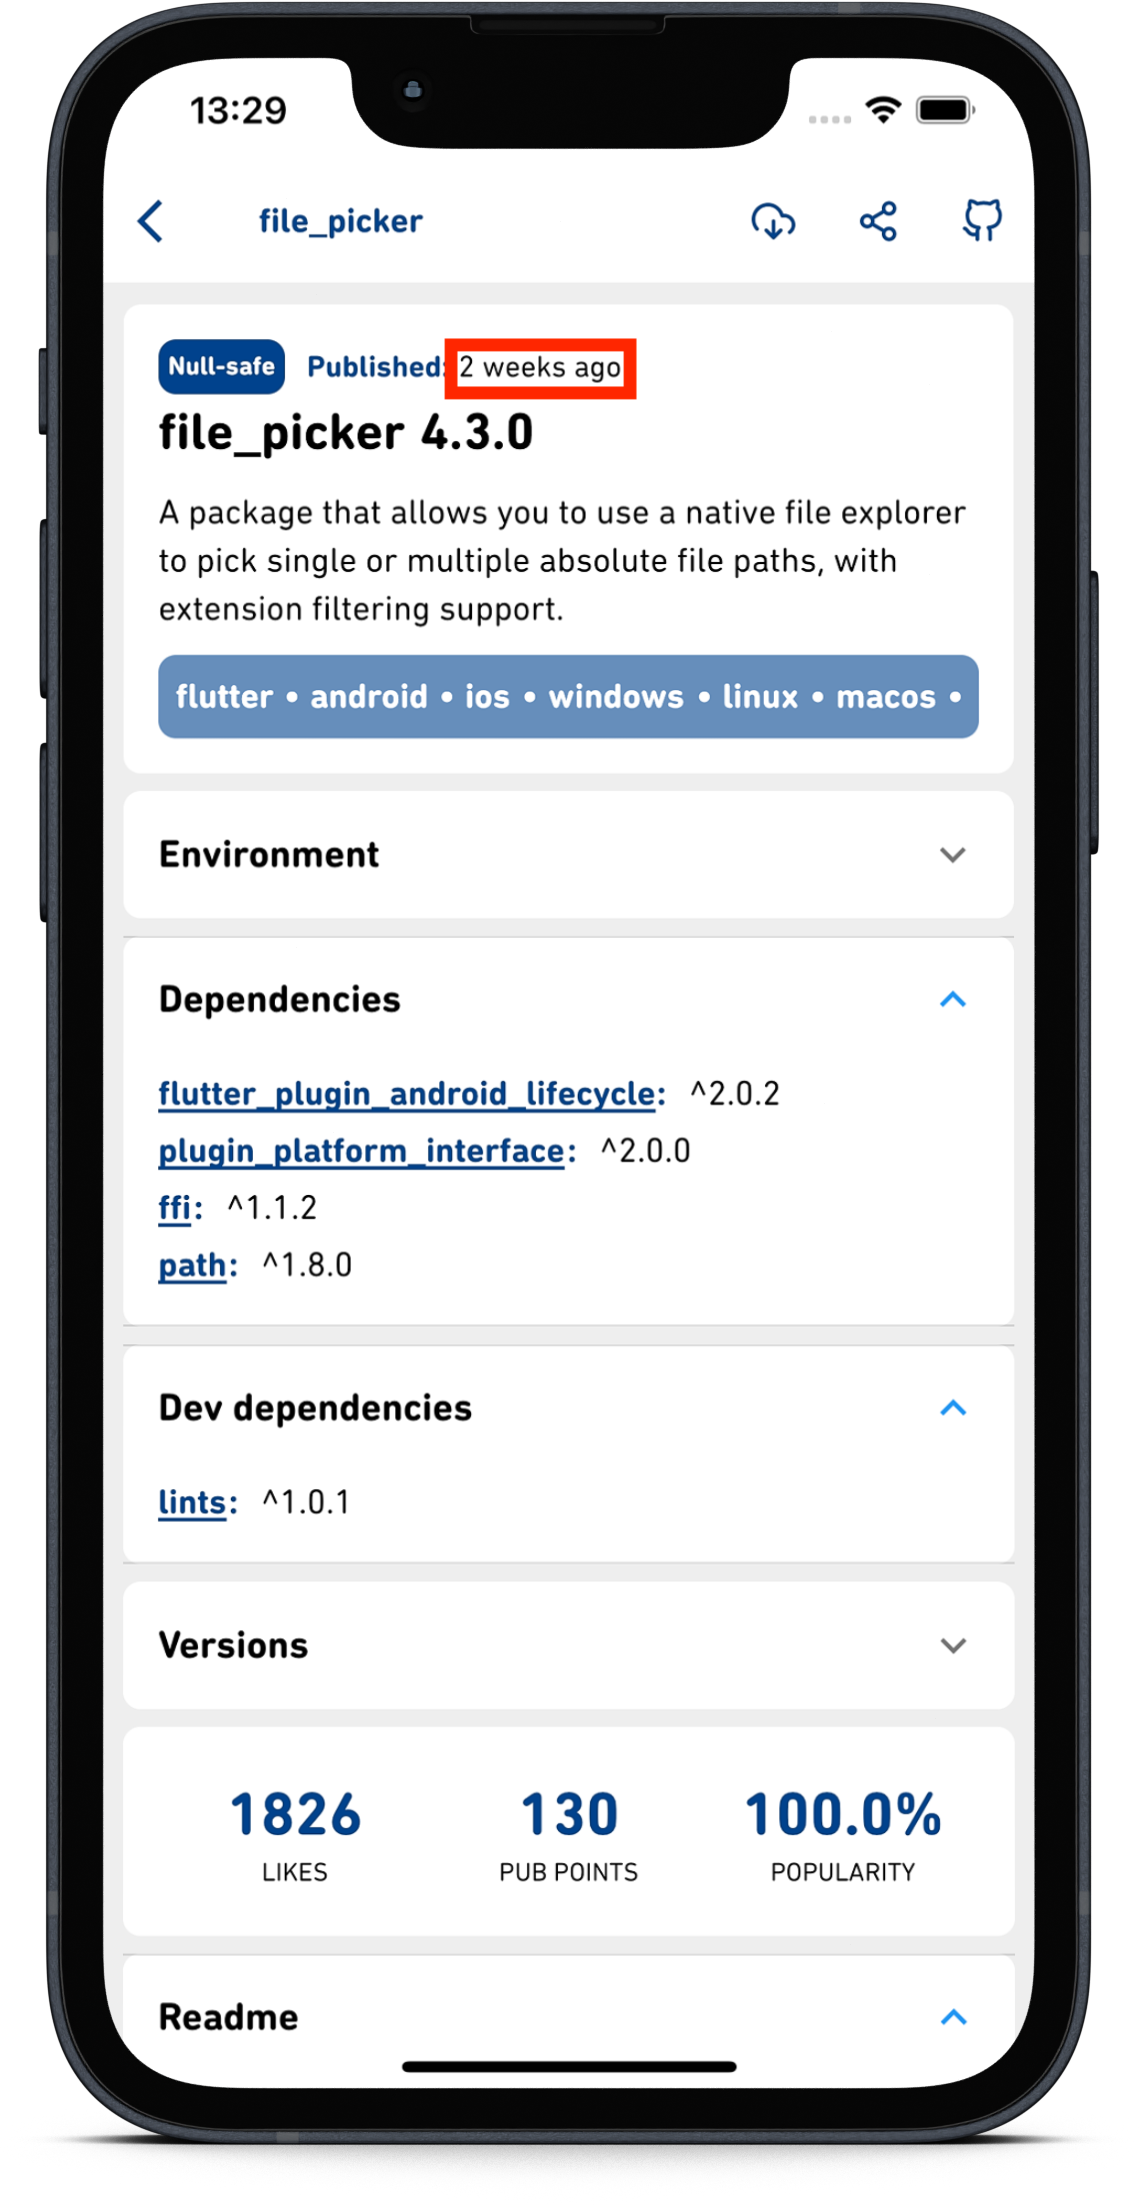 13:29
file_picker
Null-safe Published: 2 weeks ago
file_picker 4.3.0
A package that allows you to use a native file explorer
to pick single or multiple absolute file paths, with
extension filtering support.
flutter • android • ios • windows • linux • macos •
Environment
Dependencies
flutter_plugin_android_lifecycle: ^2.0.2
plugin_platform_interface: ^2.0.0
ffi: ^1.1.2
path: ^1.8.0
Dev dependencies
lints: ^1.0.1
Versions
1826 130 100.0%
LIKES PUB POINTS POPULARITY
Readme